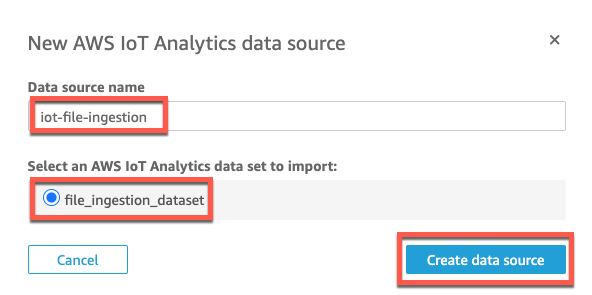 New AWS IoT Analytics data source
Data source name
iot-file-ingestion
Select an AWS IoT Analytics data set to import:
file_ingestion_dataset
Cancel
Create data source